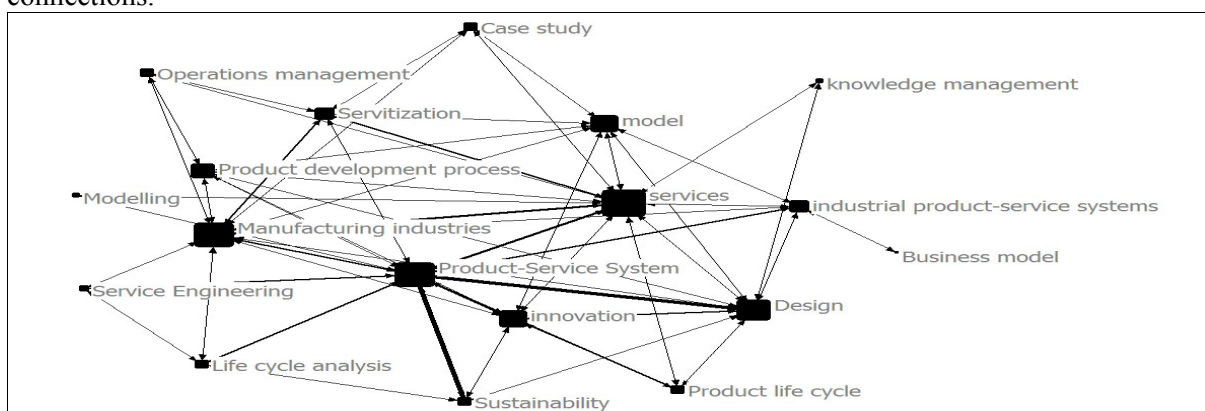 connections.
Case study
Operations management
knowledge management
Servitization
model
Product development process
Modelling
services
industrial product-service systems
Manufacturing industries
Business model
Product-Service System
Service Engineering
Design
innovation
Life cycle analysis
Product life cycle
Sustainability